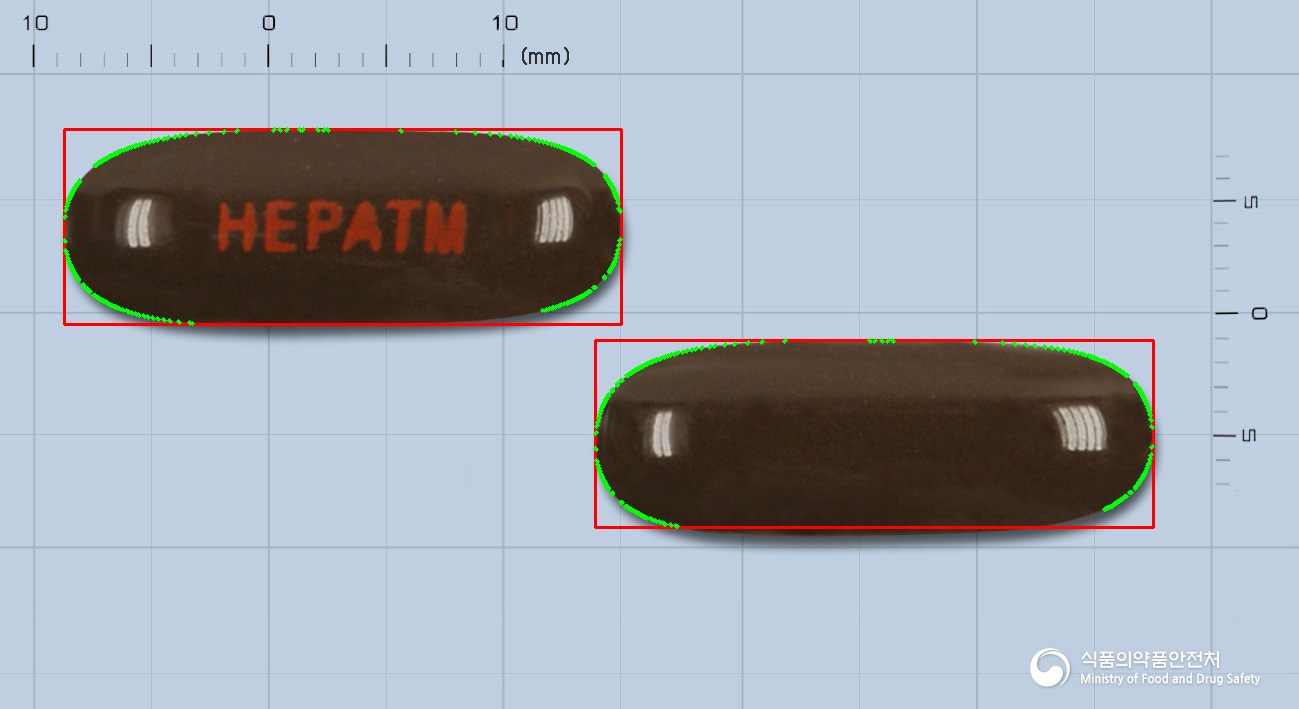 10 0 10
(mm)
HEPATM
5
0
5
식품의약품안전처
Ministry of Food and Drug Safety